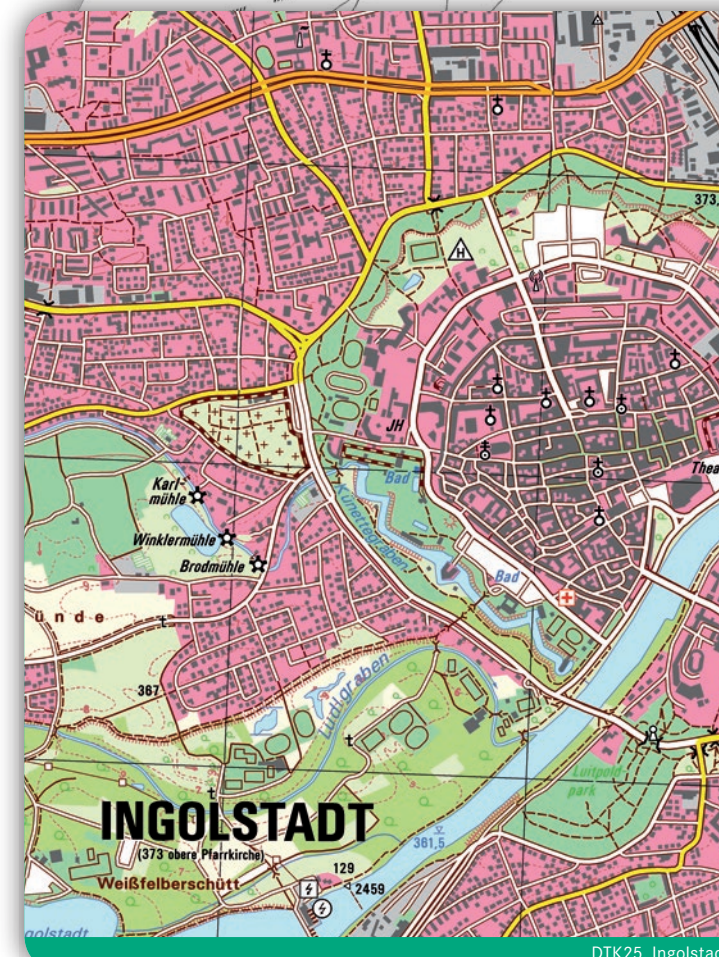 373,
H
JH
Thea
Bad
Karl-
mühle
Künettegraben
Winklermühle
Brodmühle
Bad
ünde
367
Ludlgraben
Luitpold-
park
INGOLSTADT
(373 obere Pfarrkirche)
361,5
129
2459
Weißfelberschütt
golstadt
DTK25, Ingolstad